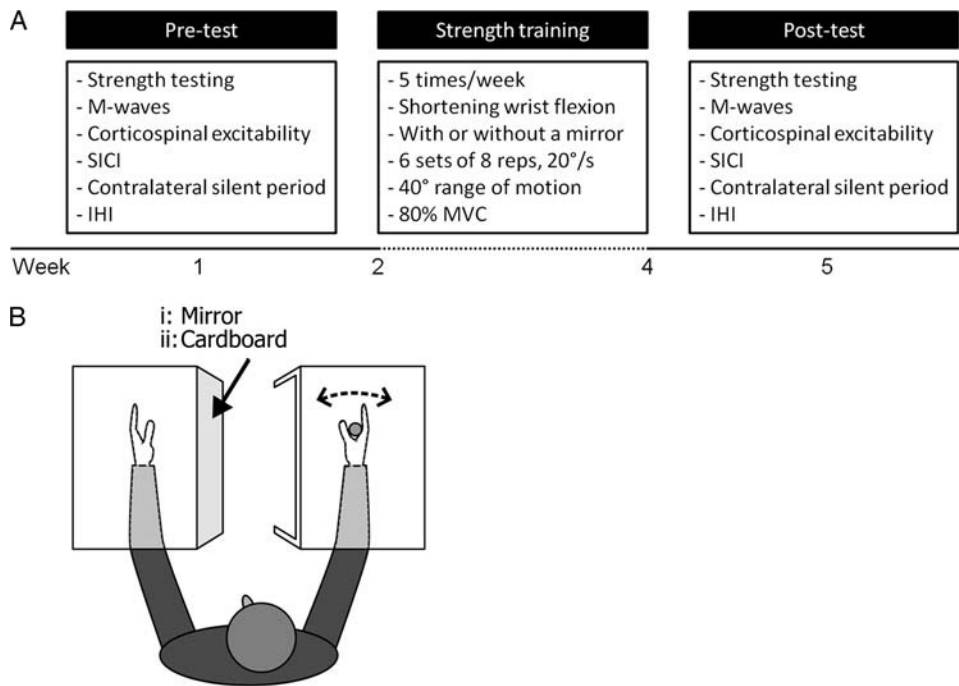 A
Pre-test
- Strength testing
- M-waves
- Corticospinal excitability
- SICI
- Contralateral silent period
- IHI
Strength training
- 5 times/week
- Shortening wrist flexion
- With or without a mirror
- 6 sets of 8 reps, 20°/s
- 40° range of motion
- 80% MVC
Post-test
- Strength testing
- M-waves
- Corticospinal excitability
- SICI
- Contralateral silent period
- IHI
Week 1 2 4 5
B
i: Mirror
ii: Cardboard